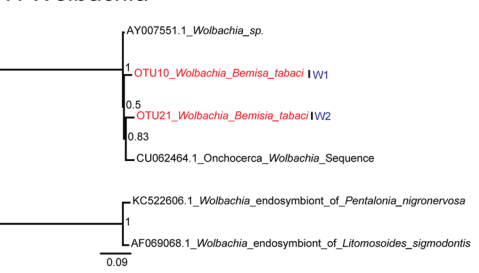 AY007551.1_Wolbachia_sp.
1
OTU10_Wolbachia_Bemisa_tabaci W1
0.5
OTU21_Wolbachia_Bemisia_tabaci W2
0.83
CU062464.1_Onchocerca_Wolbachia_Sequence
KC522606.1_Wolbachia_endosymbiont_of_Pentalonia_nigronervosa
1
AF069068.1_Wolbachia_endosymbiont_of_Litomosoides_sigmodontis
0.09